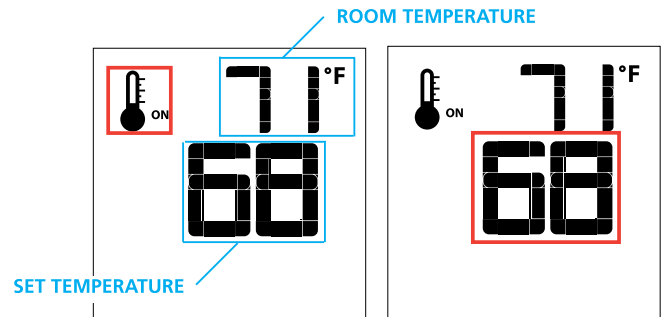 ROOM TEMPERATURE
ON 71 °F
68
SET TEMPERATURE
ON 71 °F
68